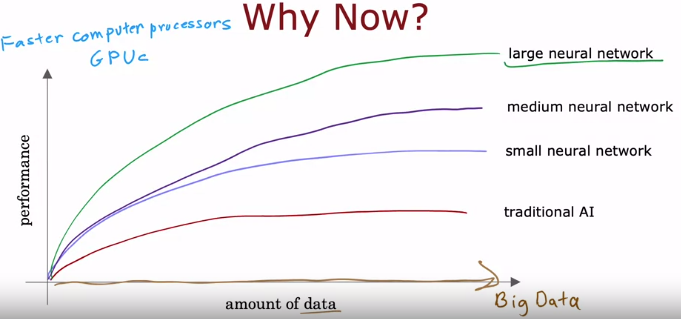 Why Now?
Faster computer processors
GPUs
large neural network
medium neural network
small neural network
traditional AI
performance
amount of data
Big Data